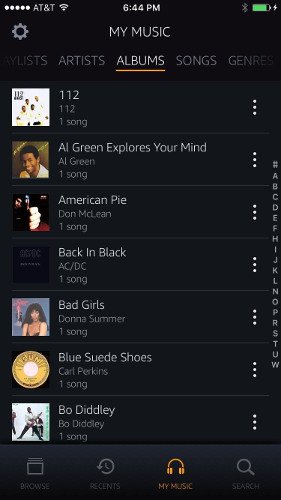 AT&T 6:44 PM
MY MUSIC
AYLISTS ARTISTS ALBUMS SONGS GENRES
112
112
1 song
Al Green Explores Your Mind
Al Green
1 song
American Pie
Don McLean
1 song
Back In Black
AC/DC
1 song
Bad Girls
Donna Summer
1 song
Blue Suede Shoes
Carl Perkins
1 song
Bo Diddley
Bo Diddley
1 song
#
A
B
C
D
E
F
G
H
I
J
K
L
N
O
P
R
S
T
U
W
BROWSE RECENTS MY MUSIC SEARCH